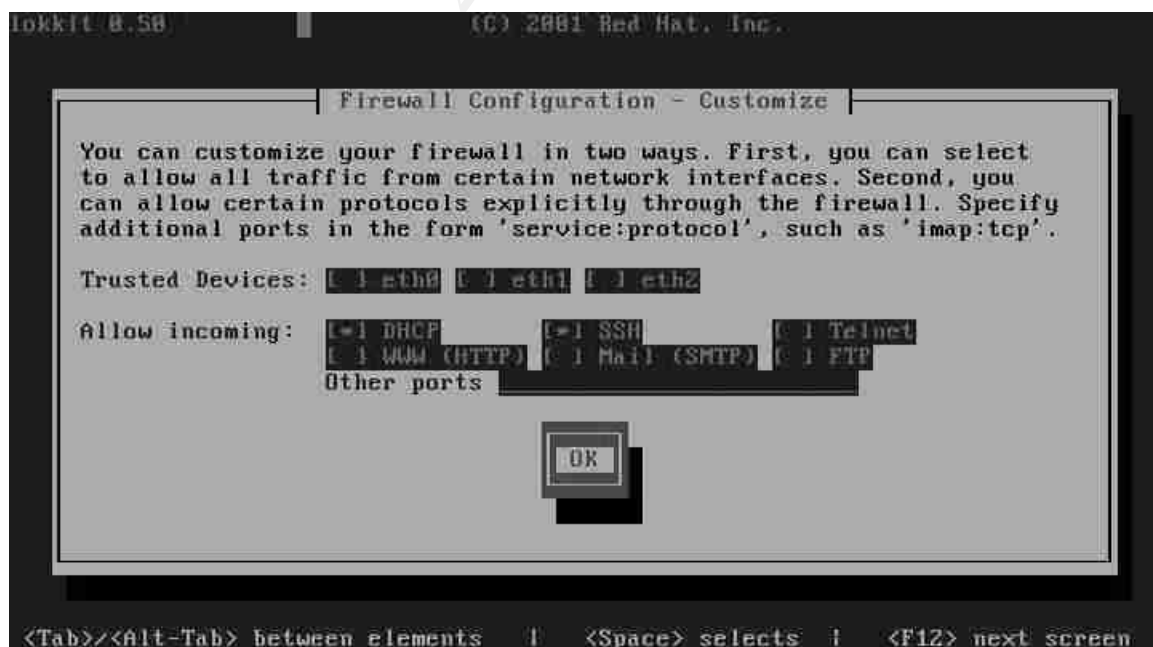 lokkit 0.50 (C) 2001 Red Hat, Inc.
Firewall Configuration - Customize
You can customize your firewall in two ways. First, you can select
to allow all traffic from certain network interfaces. Second, you
can allow certain protocols explicitly through the firewall. Specify
additional ports in the form 'service:protocol', such as 'imap:tcp'.
Trusted Devices: [ ] eth0 [ ] eth1 [ ] eth2
Allow incoming: [*] DHCP [*] SSH [ ] Telnet
[ ] WWW (HTTP) [ ] Mail (SMTP) [ ] FTP
Other ports
OK
<Tab>/<Alt-Tab> between elements | <Space> selects | <F12> next screen